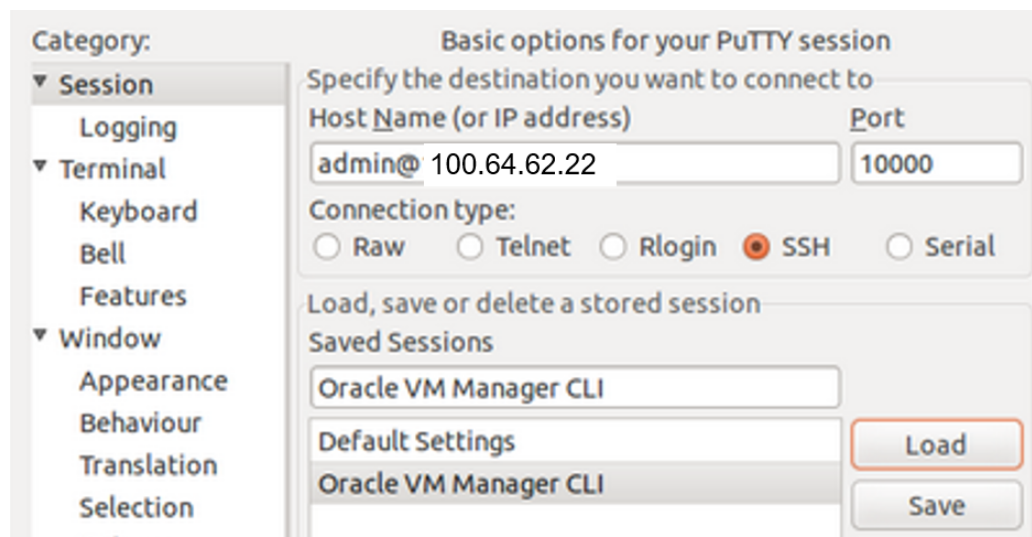 Category:
Session
Logging
Terminal
Keyboard
Bell
Features
Window
Appearance
Behaviour
Translation
Selection
Basic options for your PuTTY session
Specify the destination you want to connect to
Host Name (or IP address) Port
admin@ 100.64.62.22 10000
Connection type:
Raw Telnet Rlogin SSH Serial
Load, save or delete a stored session
Saved Sessions
Oracle VM Manager CLI
Default Settings
Oracle VM Manager CLI
Load
Save